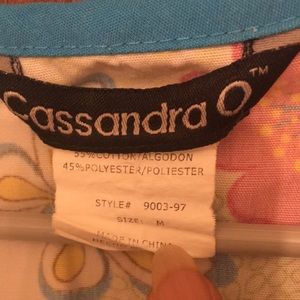 Cassandra O™
55% COTTON/ALGODON
45% POLYESTER/POLIESTER
STYLE# 9003-97
SIZE: M
MADE IN CHINA